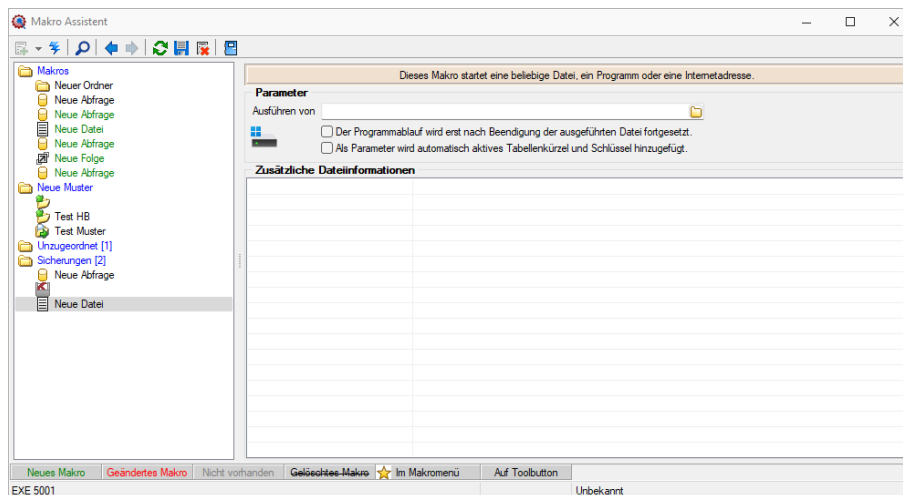 Makro Assistent
Makros
Neuer Ordner
Neue Abfrage
Neue Abfrage
Neue Datei
Neue Abfrage
Neue Folge
Neue Abfrage
Neue Muster
Test HB
Test Muster
Unzugeordnet [1]
Sicherungen [2]
Neue Abfrage
Neue Datei
Dieses Makro startet eine beliebige Datei, ein Programm oder eine Internetadresse.
Parameter
Ausführen von
Der Programmablauf wird erst nach Beendigung der ausgeführten Datei fortgesetzt.
Als Parameter wird automatisch aktives Tabellenkürzel und Schlüssel hinzugefügt.
Zusätzliche Dateiinformationen
Neues Makro Geändertes Makro Nicht vorhanden Gelöschtes Makro Im Makromenü Auf Toolbutton
EXE 5001 Unbekannt